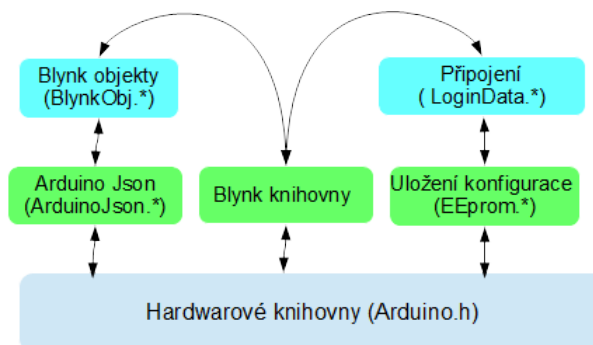 Blynk objekty
(BlynkObj.*)
Připojení
( LoginData.*)
Arduino Json
(ArduinoJson.*)
Blynk knihovny
Uložení konfigurace
(EEprom.*)
Hardwarové knihovny (Arduino.h)